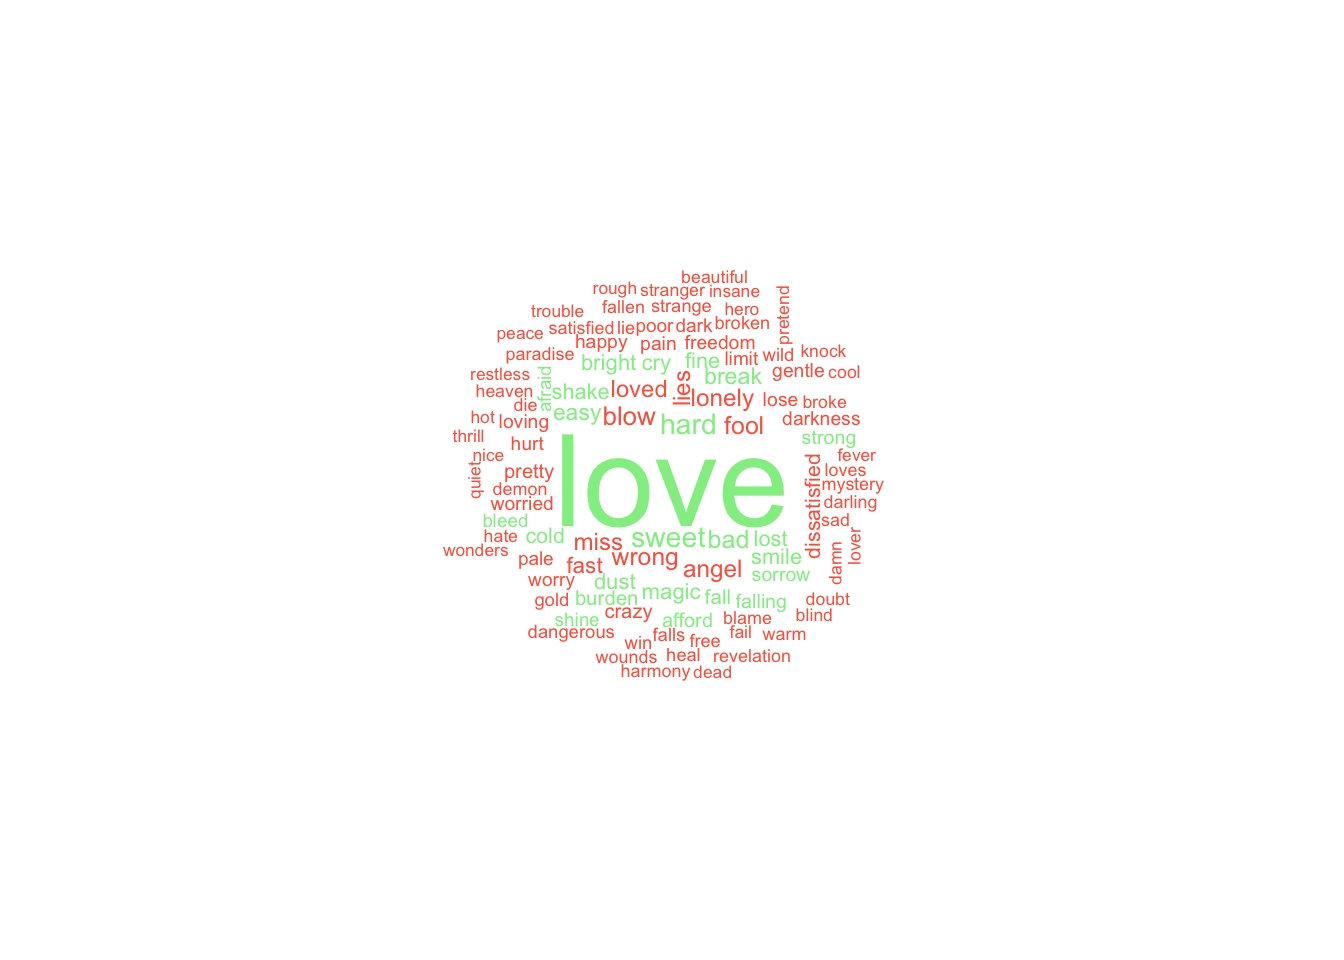 beautiful
rough stranger insane
trouble fallen strange hero pretend
peace satisfied lie poor dark broken
happy pain freedom
paradise bright cry fine limit wild knock
restless afraid shake loved lies break gentle cool
heaven lonely lose broke
die easy blow hard fool darkness
hot loving
thrill hurt strong
nice love fever
quiet pretty dissatisfied loves
demon mystery
worried darling
bleed sad
hate cold miss sweet bad lost lover
wonders pale fast wrong angel smile damn
worry dust sorrow
gold burden magic fall falling doubt
shine crazy afford blame blind
dangerous win falls free fail warm
wounds heal revelation
harmony dead